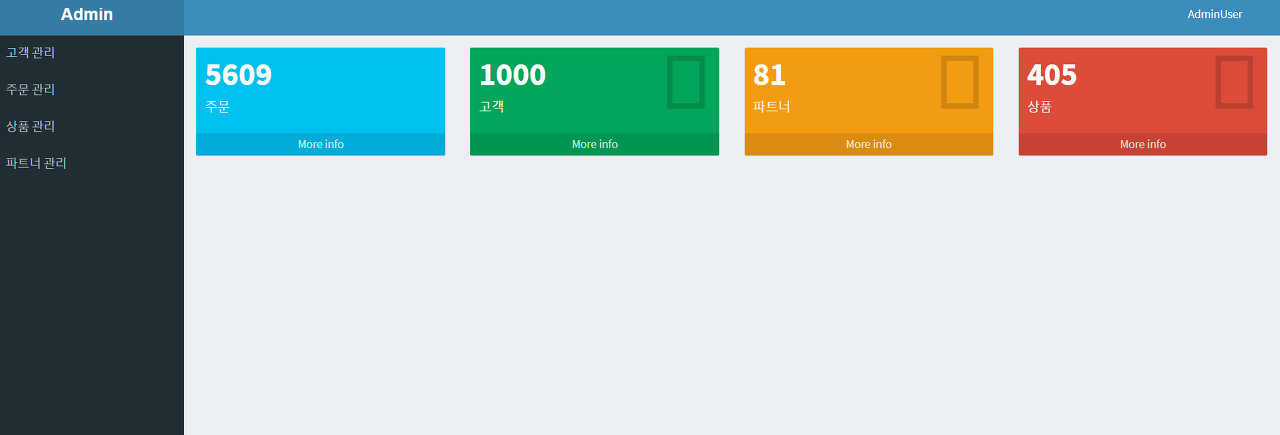 Admin
AdminUser
고객 관리
주문 관리
상품 관리
파트너 관리
5609
주문
More info
1000
고객
More info
81
파트너
More info
405
상품
More info